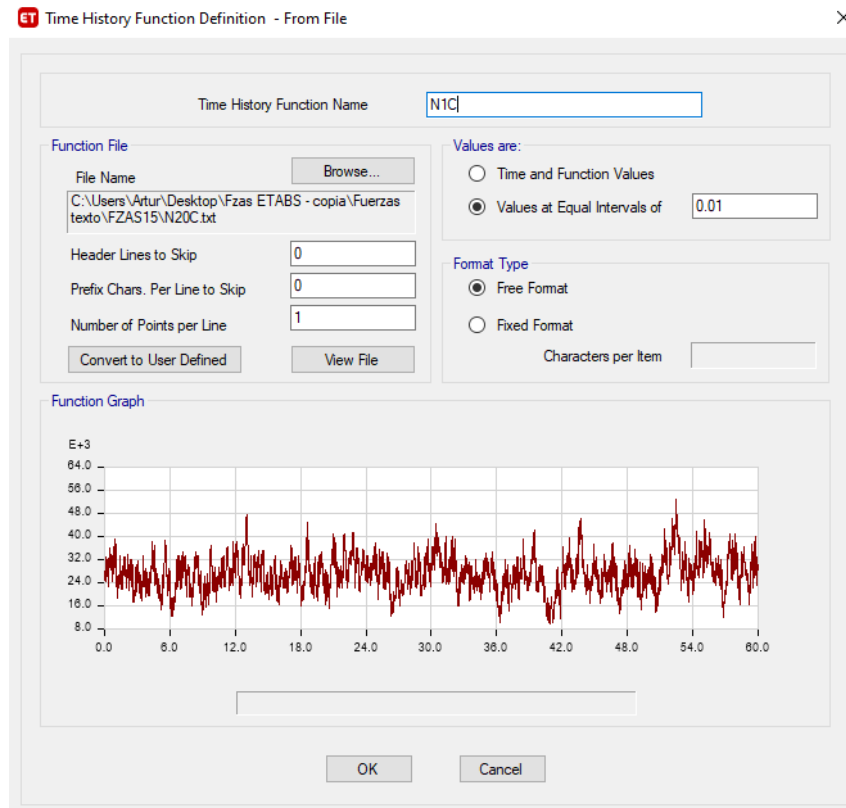 ET Time History Function Definition - From File
Time History Function Name N1C
Function File
File Name Browse...
C:\Users\Artur\Desktop\Fzas ETABS - copia\Fuerzas
texto\FZAS15\N20C.txt
Header Lines to Skip 0
Prefix Chars. Per Line to Skip 0
Number of Points per Line 1
Convert to User Defined View File
Values are:
Time and Function Values
Values at Equal Intervals of 0.01
Format Type
Free Format
Fixed Format
Characters per Item
Function Graph
E+3
64.0
56.0
48.0
40.0
32.0
24.0
16.0
8.0
0.0 6.0 12.0 18.0 24.0 30.0 36.0 42.0 48.0 54.0 60.0
OK Cancel